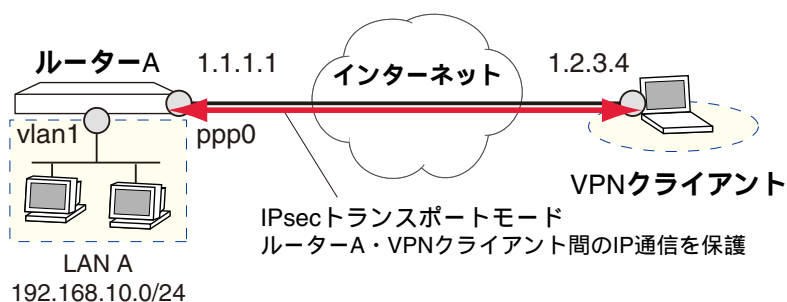 ルーターA
1.1.1.1
インターネット
1.2.3.4
vlan1
ppp0
VPNクライアント
IPsecトランスポートモード
ルーターA・VPNクライアント間のIP通信を保護
LAN A
192.168.10.0/24